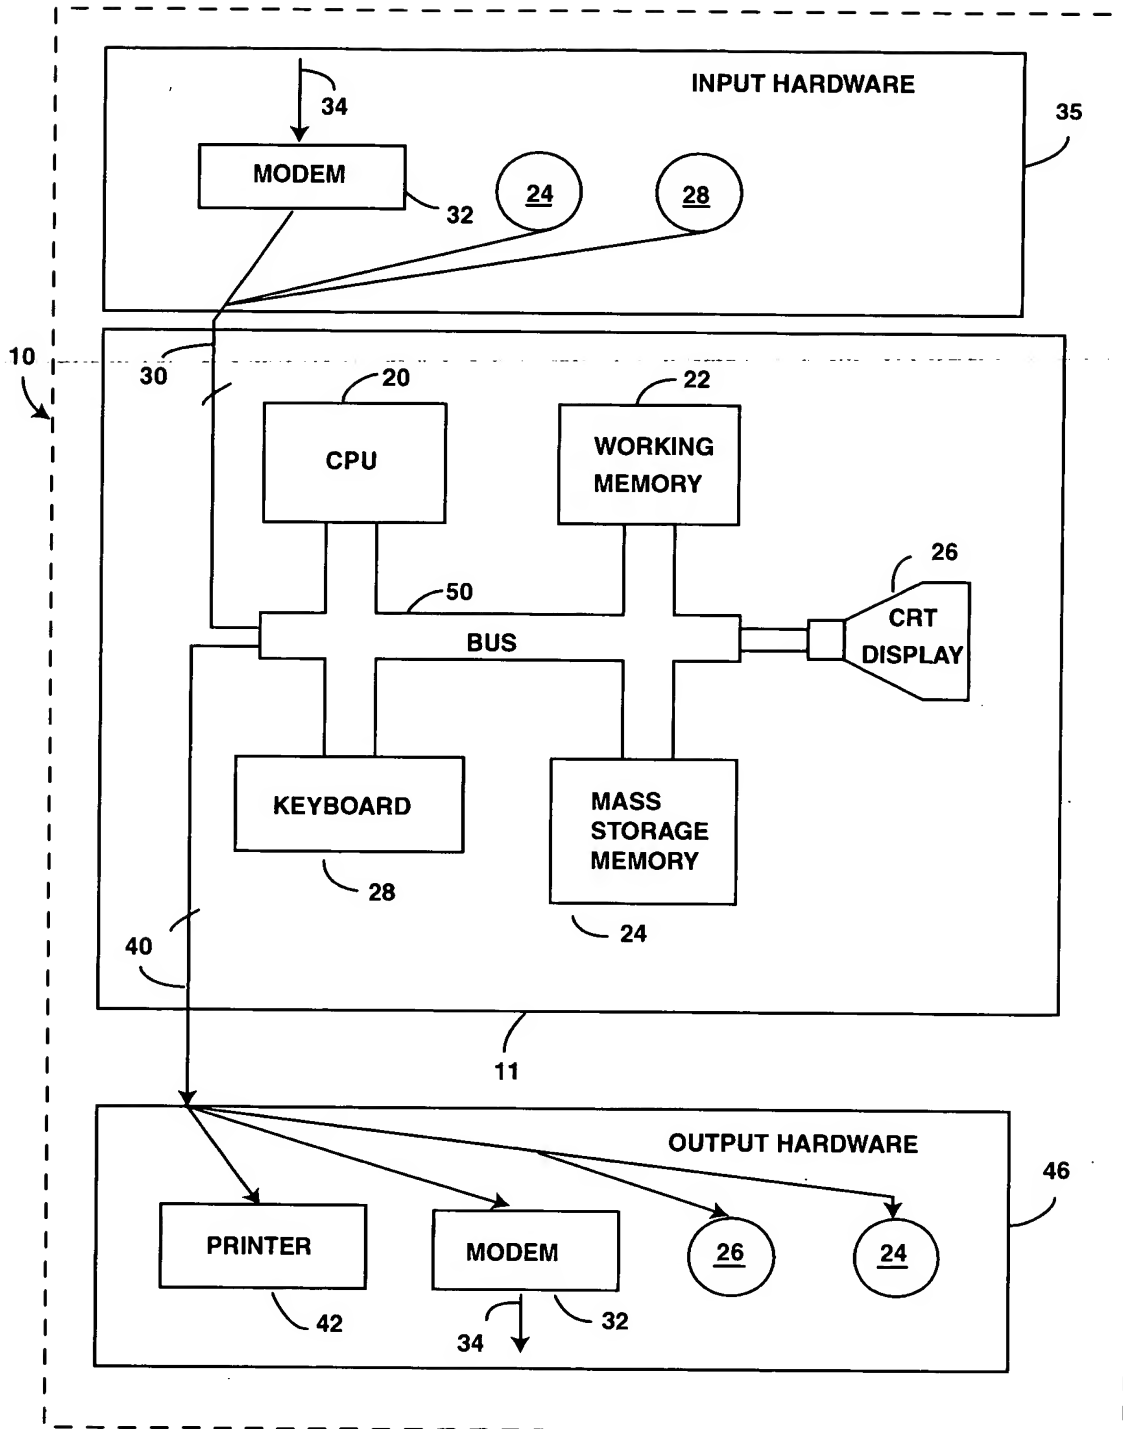 INPUT HARDWARE
34
35
MODEM
24
28
32
10
30
20
22
CPU
WORKING
MEMORY
26
50
CRT
DISPLAY
BUS
KEYBOARD
MASS
STORAGE
MEMORY
28
24
40
11
OUTPUT HARDWARE
46
PRINTER
MODEM
26
24
42
34
32